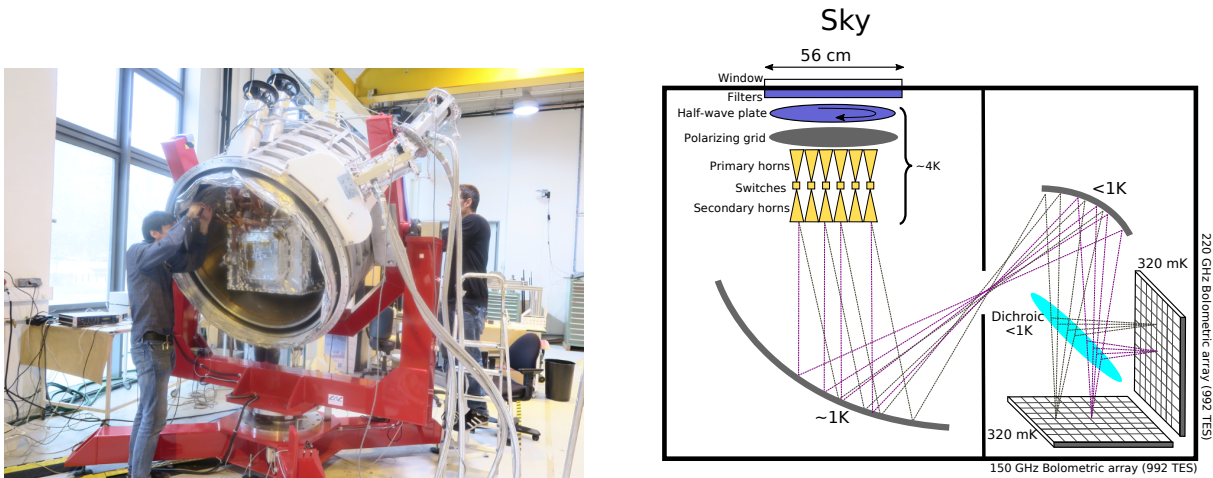 Sky
56 cm
Window
Filters
Half-wave plate
Polarizing grid
~4K
Primary horns
Switches
Secondary horns
<1K
320 mK
Dichroic
<1K
~1K
320 mK
220 GHz Bolometric array (992 TES)
150 GHz Bolometric array (992 TES)